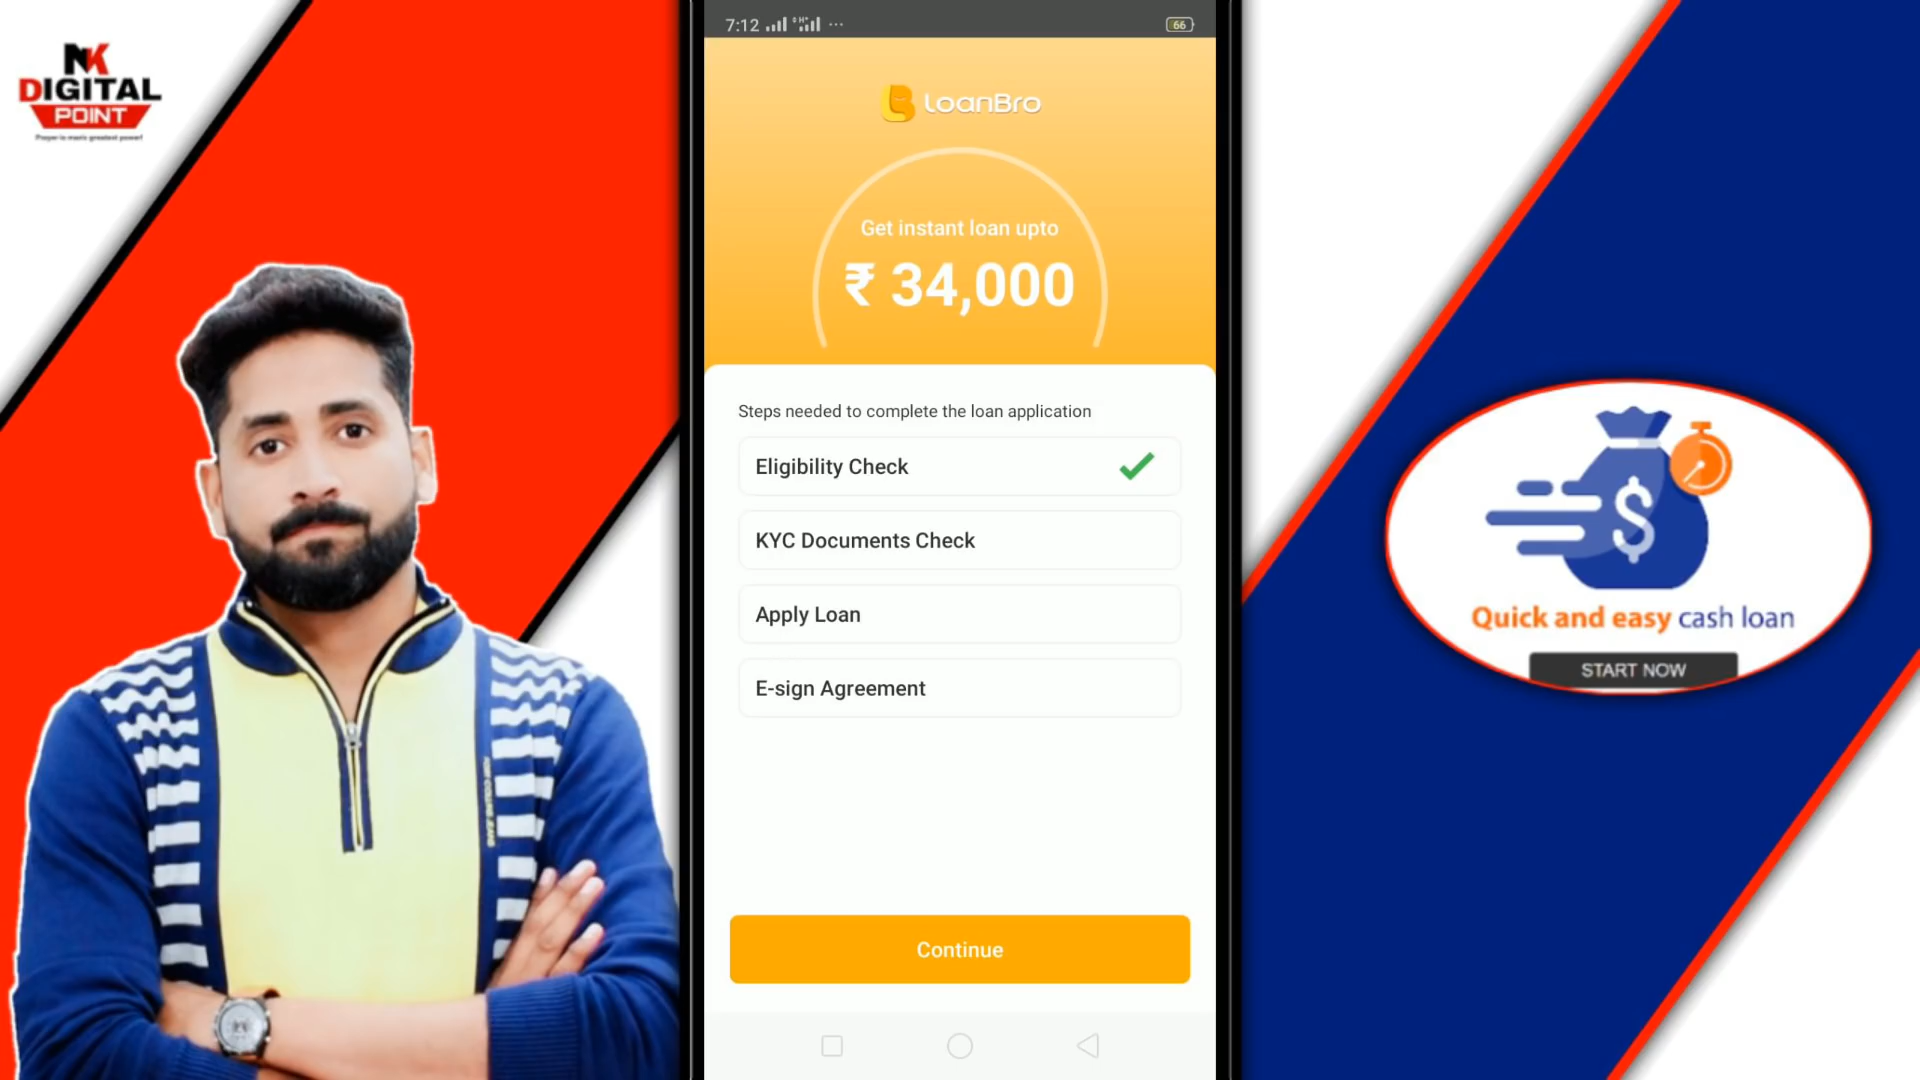 NK
DIGITAL
POINT
7:12
66
LoanBro
Get instant loan upto
₹ 34,000
Steps needed to complete the loan application
Eligibility Check
KYC Documents Check
Apply Loan
E-sign Agreement
Continue
$
Quick and easy cash loan
START NOW